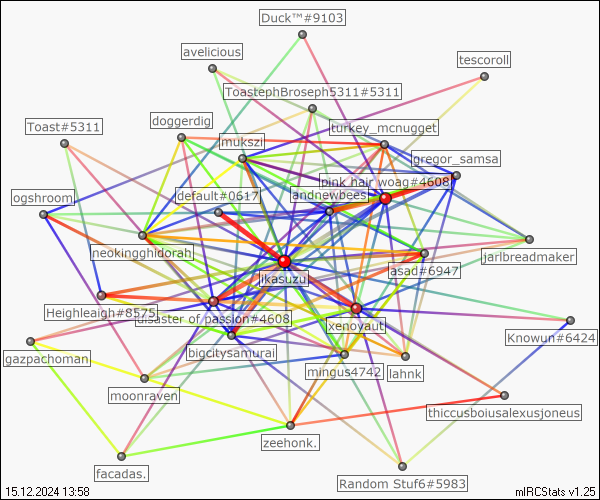 Duck™#9103
avelicious
tescoroll
ToastephBroseph5311#5311
Toast#5311
doggerdig
turkey_mcnugget
mukszi
gregor_samsa
pink hair woag#4608
ogshroom
default#0617
andnewbees
neokingghidorah
jarlbreadmaker
asad#6947
ikasuzu
Heighleigh#8575
disaster of passion#4608
xenoyaut
Knowun#6424
bigcitysamurai
gazpachoman
mingus4742
lahnk
moonraven
thiccusboiusalexusjoneus
zeehonk.
facadas.
Random Stuf6#5983
15.12.2024 13:58
mIRCStats v1.25